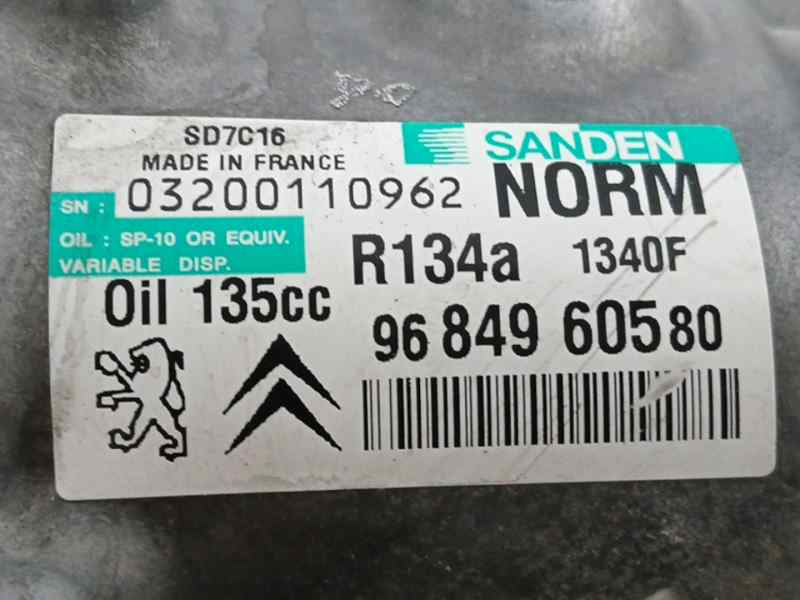 SD7C16
SANDEN
MADE IN FRANCE
SN : 03200110962
NORM
OIL : SP-10 OR EQUIV.
VARIABLE DISP.
R134a 1340F
Oil 135cc
96 849 605 80